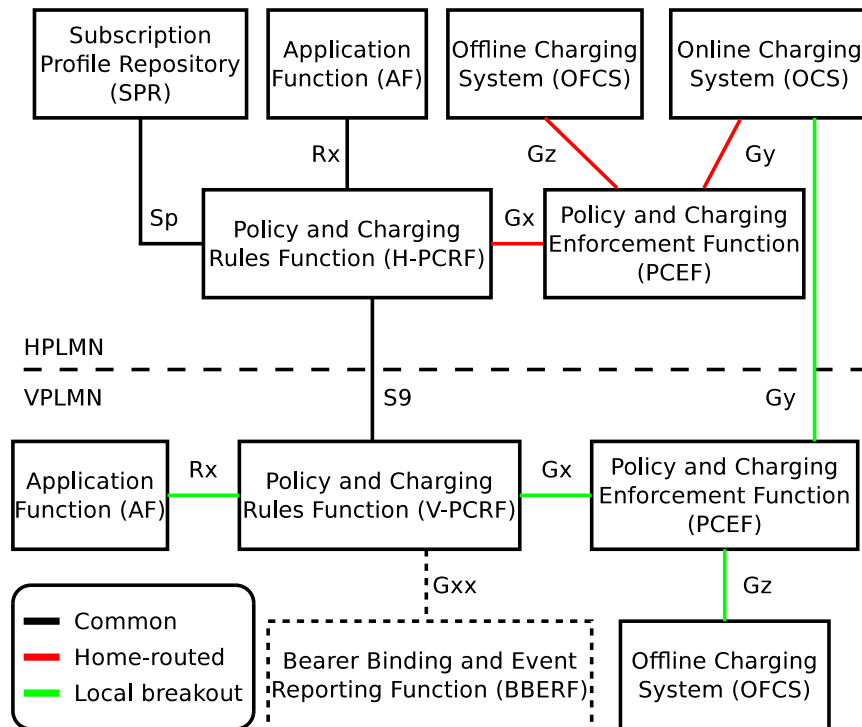 Subscription
Profile Repository
(SPR)
Application
Function (AF)
Offline Charging
System (OFCS)
Online Charging
System (OCS)
Rx
Gz
Gy
Sp
Policy and Charging
Rules Function (H-PCRF)
Gx
Policy and Charging
Enforcement Function
(PCEF)
HPLMN
VPLMN
S9
Gy
Application
Function (AF)
Rx
Policy and Charging
Rules Function (V-PCRF)
Gx
Policy and Charging
Enforcement Function
(PCEF)
Gxx
Gz
Common
Home-routed
Local breakout
Bearer Binding and Event
Reporting Function (BBERF)
Offline Charging
System (OFCS)